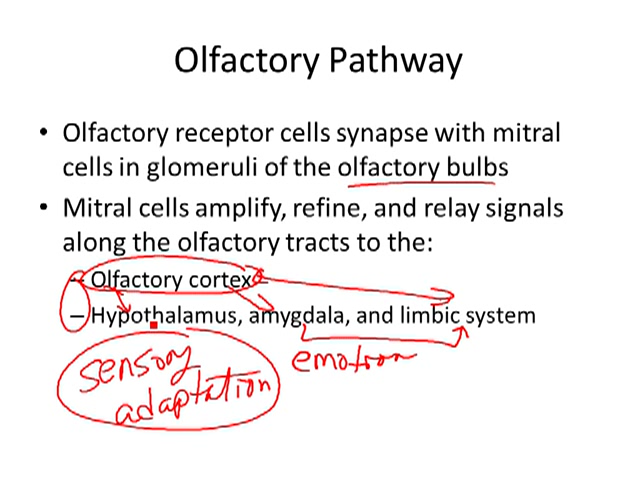 Olfactory Pathway
• Olfactory receptor cells synapse with mitral
cells in glomeruli of the olfactory bulbs
• Mitral cells amplify, refine, and relay signals
along the olfactory tracts to the:
– Olfactory cortex
– Hypothalamus, amygdala, and limbic system
sensory
adaptation
emotion